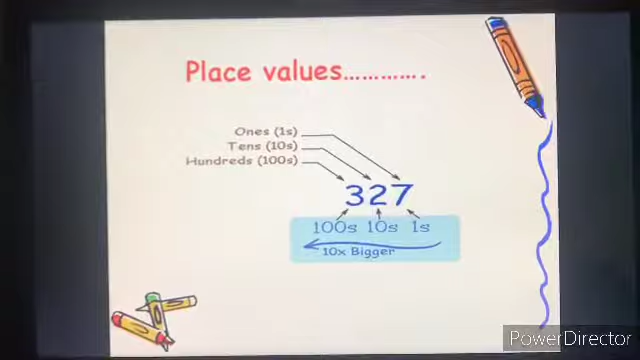 Place values.............
Ones (1s)
Tens (10s)
Hundreds (100s)
327
100s 10s 1s
10x Bigger
PowerDirector